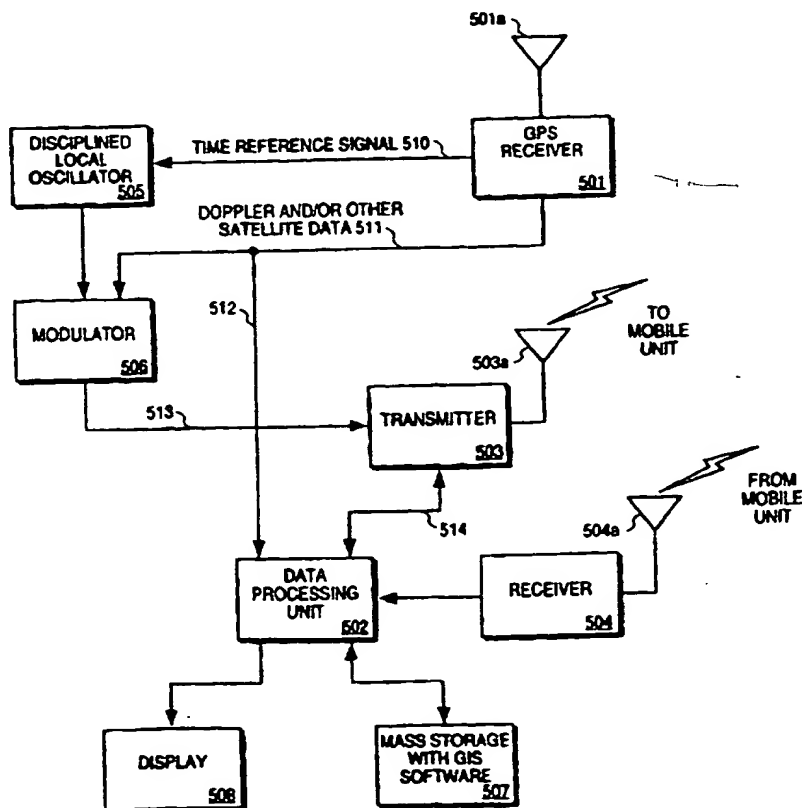 501a
GPS
RECEIVER
501
DISCIPLINED
LOCAL
OSCILLATOR
505
TIME REFERENCE SIGNAL 510
DOPPLER AND/OR OTHER
SATELLITE DATA 511
512
MODULATOR
506
TO
MOBILE
UNIT
503a
513
TRANSMITTER
503
FROM
MOBILE
UNIT
504a
514
DATA
PROCESSING
UNIT
502
RECEIVER
504
DISPLAY
508
MASS STORAGE
WITH GIS
SOFTWARE
507